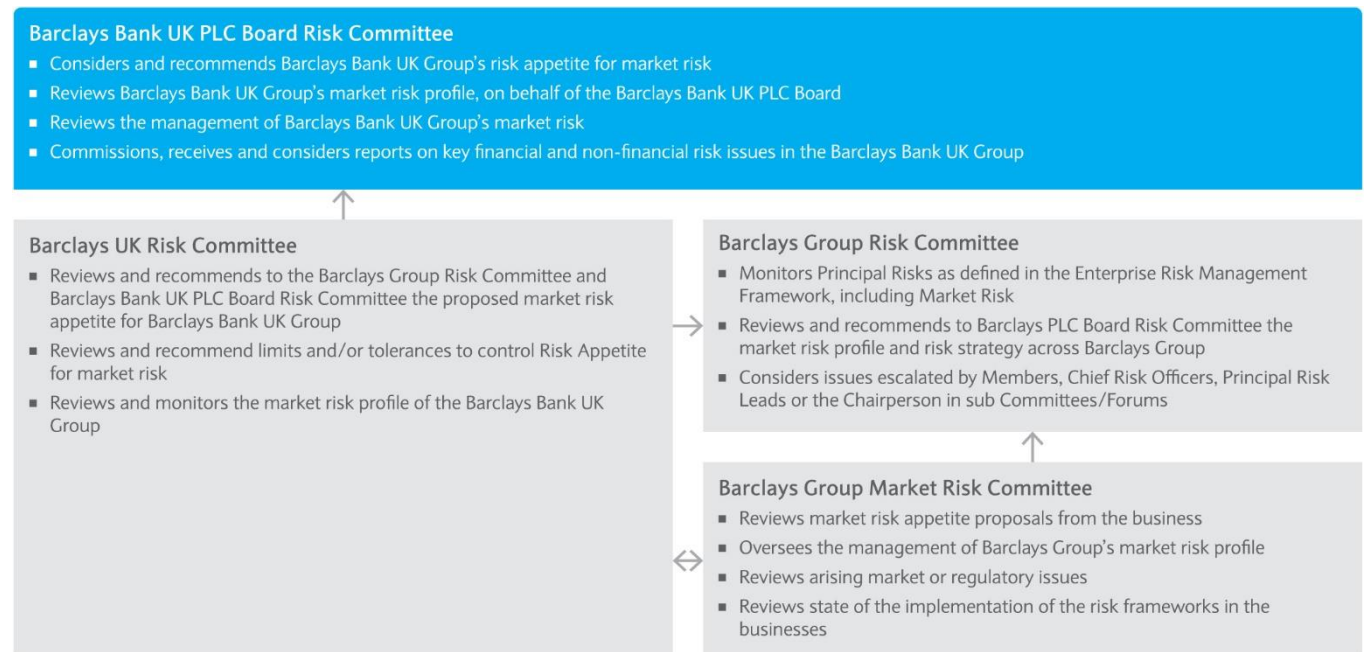 Barclays Bank UK PLC Board Risk Committee
▪ Considers and recommends Barclays Bank UK Group’s risk appetite for market risk
▪ Reviews Barclays Bank UK Group’s market risk profile, on behalf of the Barclays Bank UK PLC Board
▪ Reviews the management of Barclays Bank UK Group’s market risk
▪ Commissions, receives and considers reports on key financial and non-financial risk issues in the Barclays Bank UK Group
Barclays UK Risk Committee
▪ Reviews and recommends to the Barclays Group Risk Committee and
Barclays Bank UK PLC Board Risk Committee the proposed market risk
appetite for Barclays Bank UK Group
▪ Reviews and recommend limits and/or tolerances to control Risk Appetite
for market risk
▪ Reviews and monitors the market risk profile of the Barclays Bank UK
Group
Barclays Group Risk Committee
▪ Monitors Principal Risks as defined in the Enterprise Risk Management
Framework, including Market Risk
▪ Reviews and recommends to Barclays PLC Board Risk Committee the
market risk profile and risk strategy across Barclays Group
▪ Considers issues escalated by Members, Chief Risk Officers, Principal Risk
Leads or the Chairperson in sub Committees/Forums
Barclays Group Market Risk Committee
▪ Reviews market risk appetite proposals from the business
▪ Oversees the management of Barclays Group’s market risk profile
▪ Reviews arising market or regulatory issues
▪ Reviews state of the implementation of the risk frameworks in the
businesses